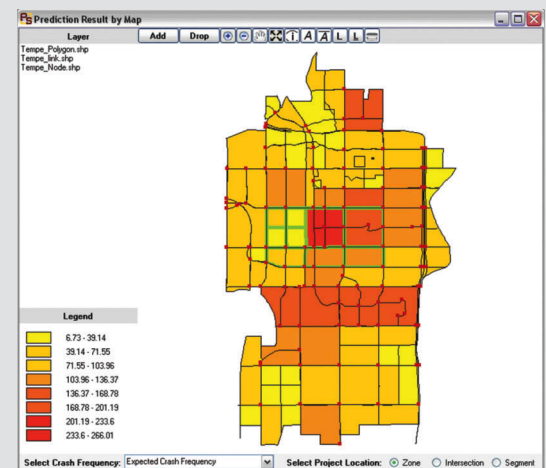 PS Prediction Result by Map
Layer
Add Drop A A L L
Tempe_Polygon.shp
Tempe_link.shp
Tempe_Node.shp
Legend
6.73 - 39.14
39.14 - 71.55
71.55 - 103.96
103.96 - 136.37
136.37 - 168.78
168.78 - 201.19
201.19 - 233.6
233.6 - 266.01
Select Crash Frequency: Expected Crash Frequency Select Project Location: Zone Intersection Segment